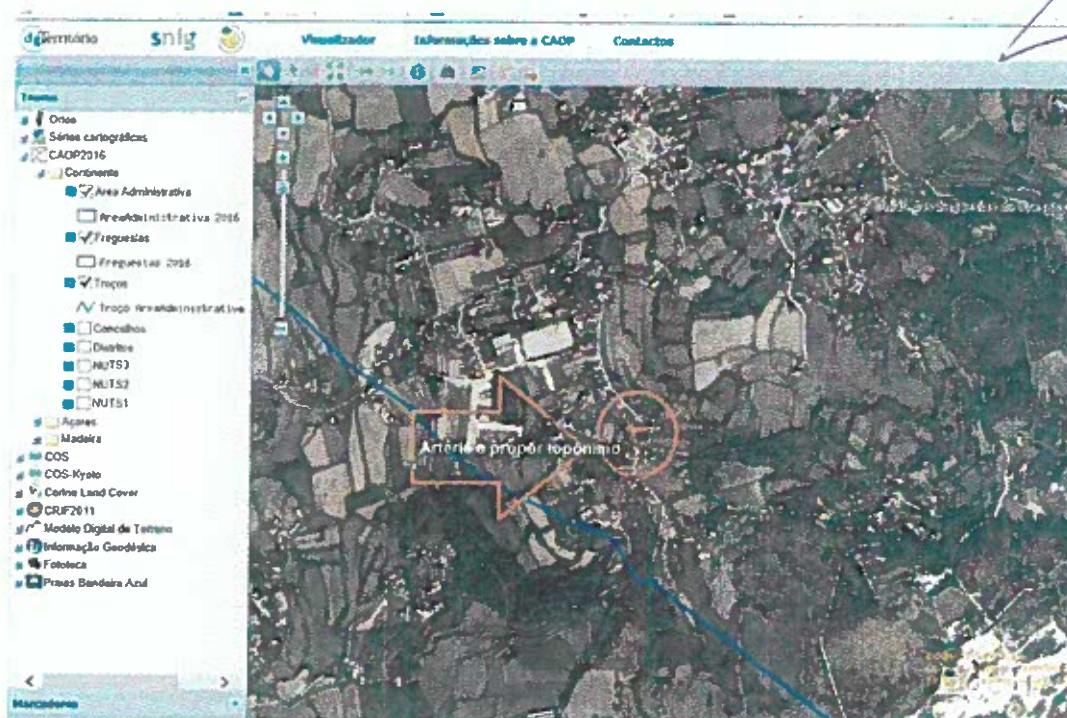 dgTerritório snig Visualizador Informações sobre a CAOP Contactos
Temas
Ortos
Séries cartográficas
CAOP2016
Continente
Area Administrativa
AreaAdministrativa 2016
Freguesias
Freguesias 2016
Troços
Troço AreaAdministrativa
Concelhos
Distritos
NUTS3
NUTS2
NUTS1
Açores
Madeira
COS
COS-Kyoto
Corine Land Cover
CRIF2011
Modelo Digital de Terreno
Informação Geodésica
Fototeca
Praias Bandeira Azul
Marcadores
Artéria a propor topónimo